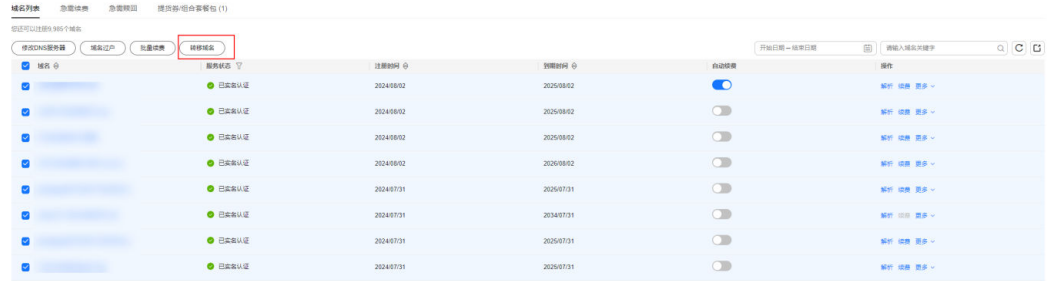 域名列表 急需续费 急需赎回 提货券/组合套餐包 (1)
您还可以注册9,985个域名
修改DNS服务器 域名过户 批量续费 转移域名 开始日期 – 结束日期 请输入域名关键字
域名 服务状态 注册时间 到期时间 自动续费 操作
已实名认证 2024/08/02 2025/08/02 解析 续费 更多
已实名认证 2024/08/02 2025/08/02 解析 续费 更多
已实名认证 2024/08/02 2025/08/02 解析 续费 更多
已实名认证 2024/08/02 2026/08/02 解析 续费 更多
已实名认证 2024/07/31 2025/07/31 解析 续费 更多
已实名认证 2024/07/31 2034/07/31 解析 续费 更多
已实名认证 2024/07/31 2025/07/31 解析 续费 更多
已实名认证 2024/07/31 2025/07/31 解析 续费 更多